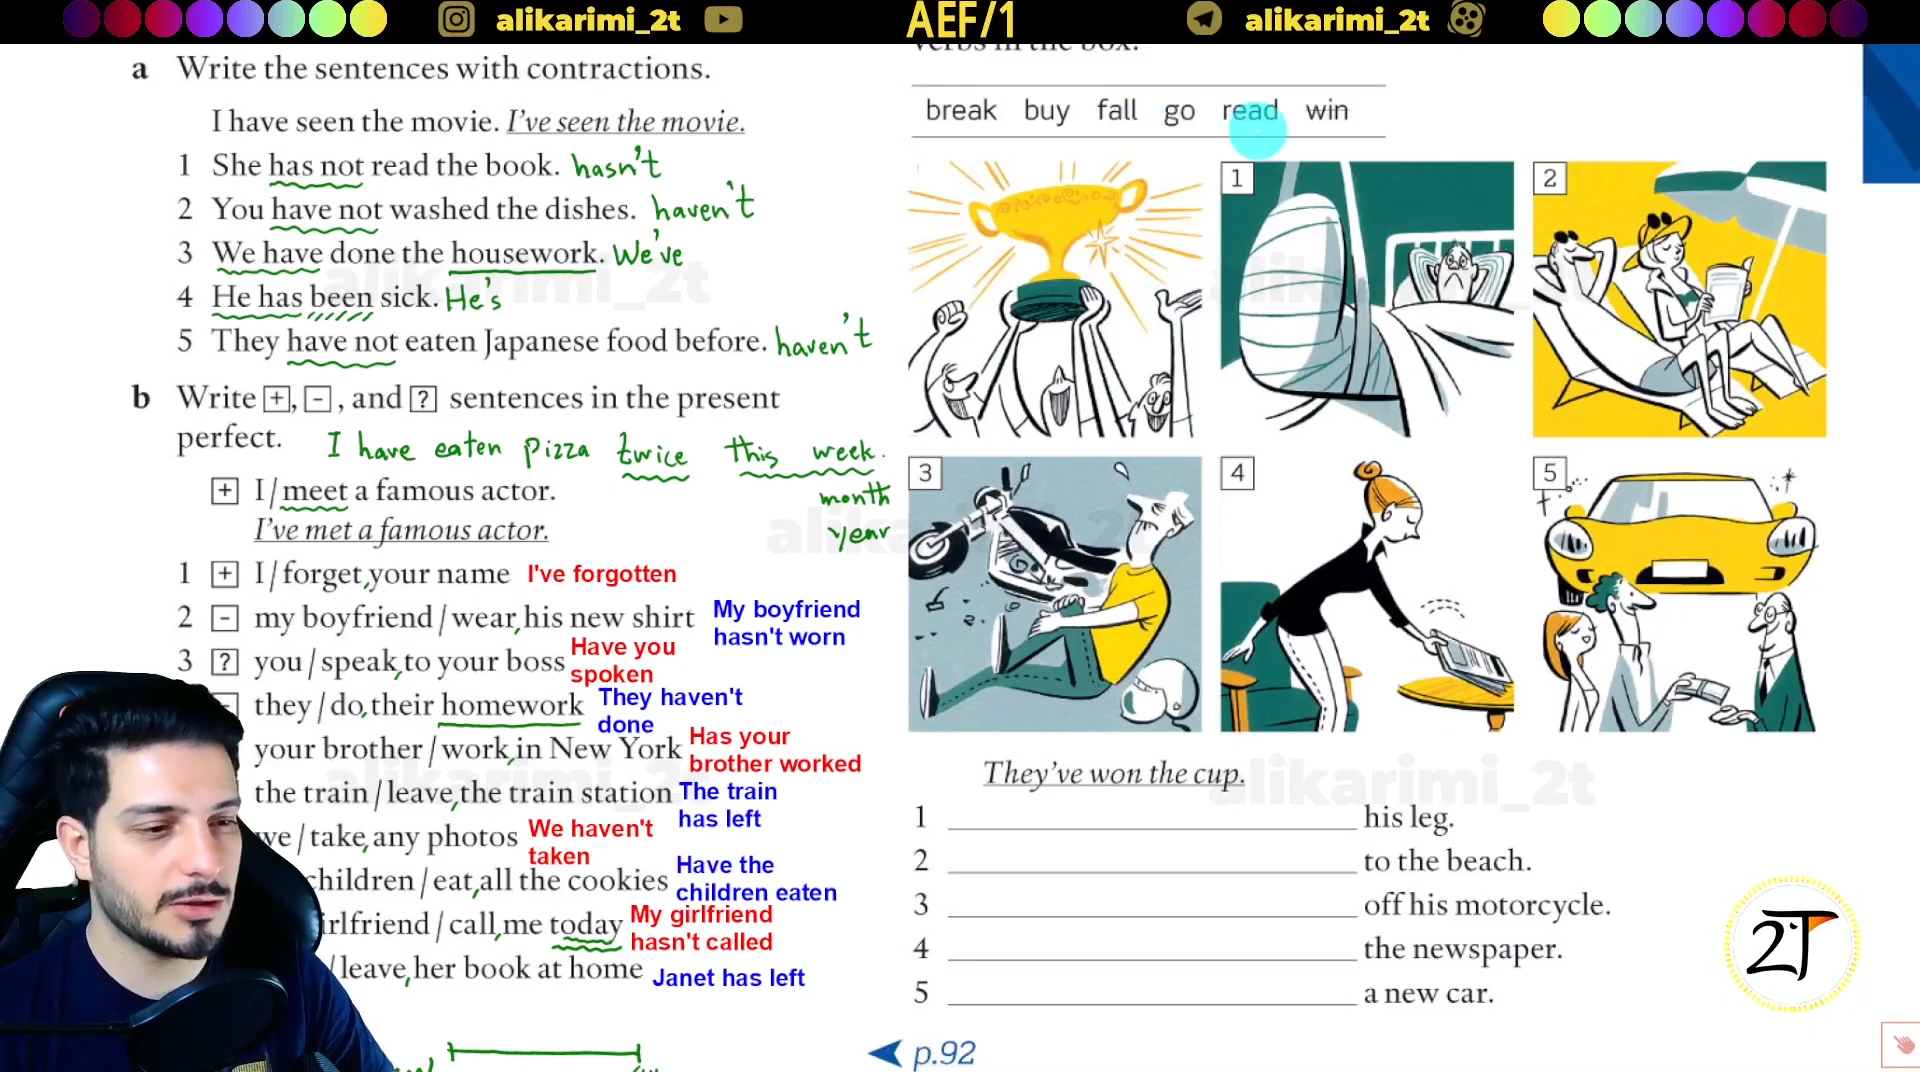 alikarimi_2t
AEF/1
alikarimi_2t
a Write the sentences with contractions.
I have seen the movie. I've seen the movie.
1 She has not read the book. hasn't
2 You have not washed the dishes. haven't
3 We have done the housework. We've
4 He has been sick. He's
5 They have not eaten Japanese food before. haven't
b Write +, -, and ? sentences in the present
perfect. I have eaten pizza twice this week.
month
year
+ I/meet a famous actor.
I've met a famous actor.
1 + I/forget, your name I've forgotten
2 - my boyfriend/wear, his new shirt My boyfriend
hasn't worn
3 ? you/speak, to your boss Have you
spoken
they/do, their homework They haven't
done
your brother/work, in New York Has your
brother worked
the train/leave, the train station The train
has left
we/take, any photos We haven't
taken
children/eat, all the cookies Have the
children eaten
irlfriend/call, me today My girlfriend
hasn't called
/leave, her book at home Janet has left
verbs in the box.
break buy fall go read win
1
2
3
4
5
They've won the cup.
1 his leg.
2 to the beach.
3 off his motorcycle.
4 the newspaper.
5 a new car.
p.92
2T
alikarimi_2t
alikarimi_2t
alikarimi_2t